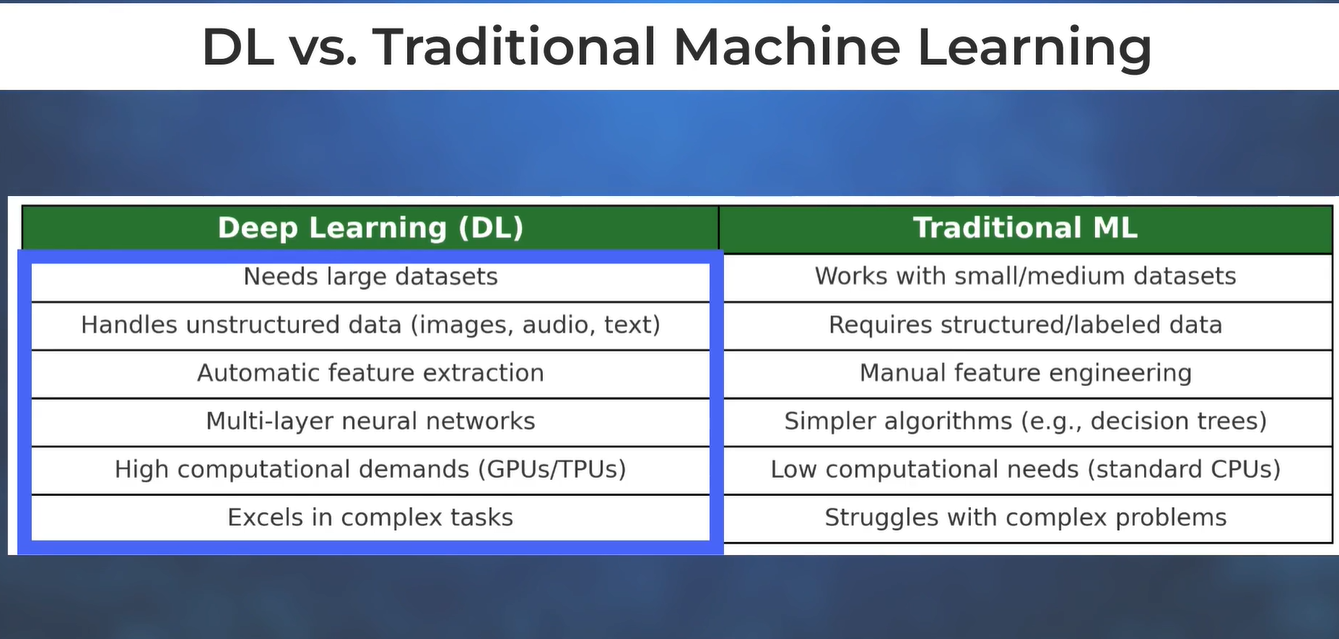 DL vs. Traditional Machine Learning
Deep Learning (DL) Traditional ML
Needs large datasets Works with small/medium datasets
Handles unstructured data (images, audio, text) Requires structured/labeled data
Automatic feature extraction Manual feature engineering
Multi-layer neural networks Simpler algorithms (e.g., decision trees)
High computational demands (GPUs/TPUs) Low computational needs (standard CPUs)
Excels in complex tasks Struggles with complex problems